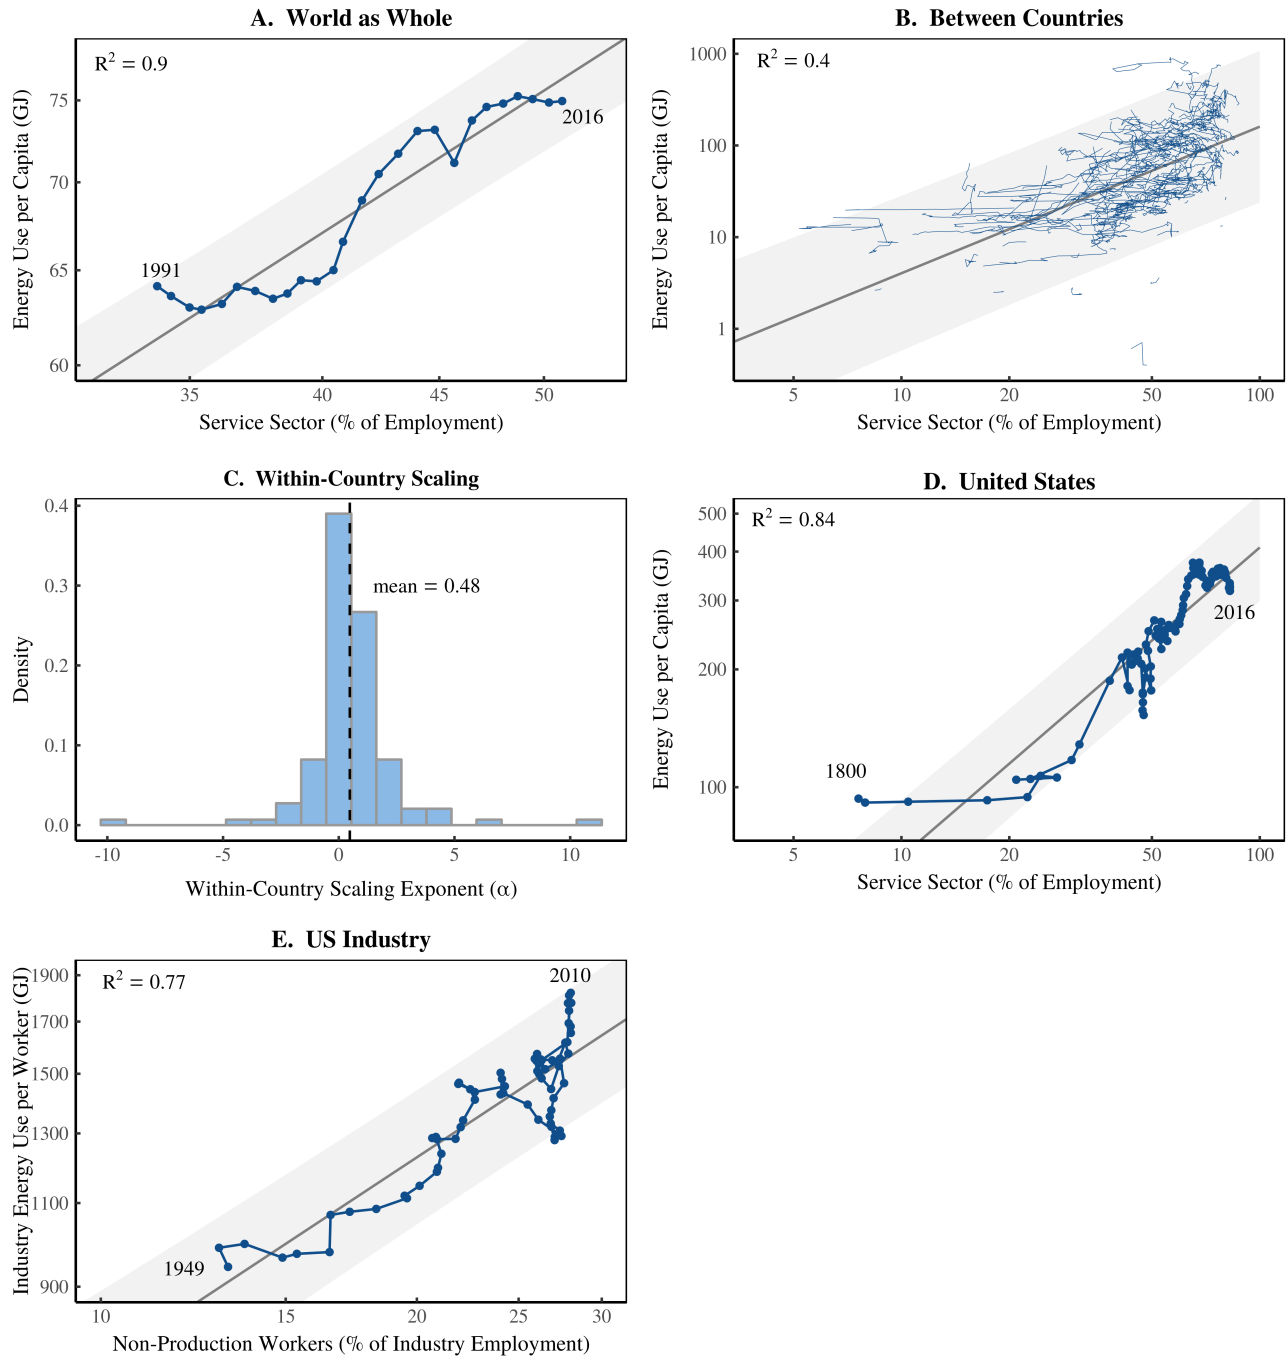 A. World as Whole
R² = 0.9
1991
2016
75
70
65
60
35
40
45
50
Energy Use per Capita (GJ)
Service Sector (% of Employment)
B. Between Countries
R² = 0.4
1000
100
10
1
5
10
20
50
100
Energy Use per Capita (GJ)
Service Sector (% of Employment)
C. Within-Country Scaling
mean = 0.48
0.4
0.3
0.2
0.1
0.0
-10
-5
0
5
10
Density
Within-Country Scaling Exponent (α)
D. United States
R² = 0.84
1800
2016
500
400
300
200
100
5
10
20
50
100
Energy Use per Capita (GJ)
Service Sector (% of Employment)
E. US Industry
R² = 0.77
1949
2010
1900
1700
1500
1300
1100
900
10
15
20
25
30
Industry Energy Use per Worker (GJ)
Non-Production Workers (% of Industry Employment)